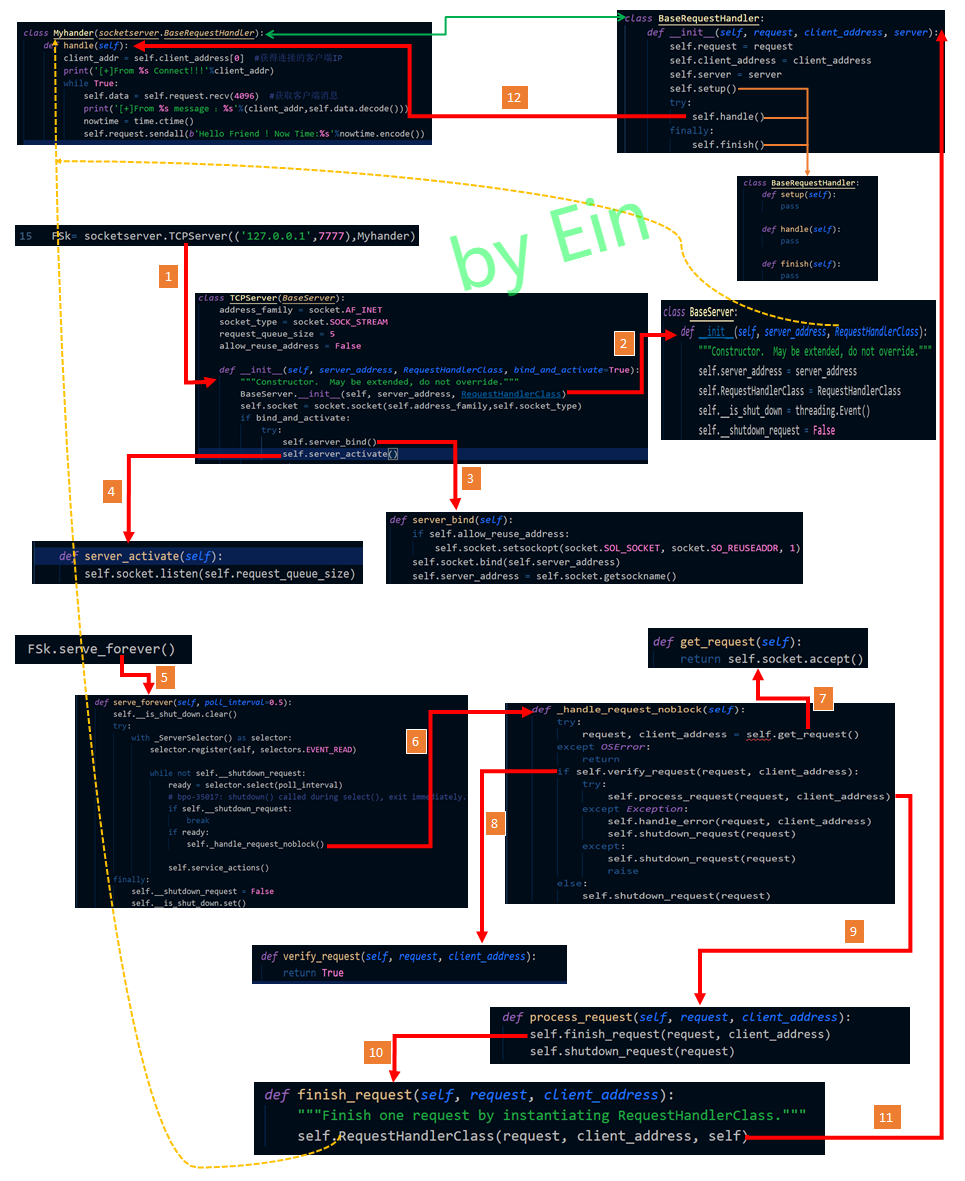 class Myhander(socketserver.BaseRequestHandler):
def handle(self):
client_addr = self.client_address[0] #获得连接的客户端IP
print('[+]From %s Connect!!!'%client_addr)
while True:
self.data = self.request.recv(4096) #获取客户端消息
print('[+]From %s message : %s'%(client_addr,self.data.decode()))
nowtime = time.ctime()
self.request.sendall(b'Hello Friend ! Now Time:%s'%nowtime.encode())
class BaseRequestHandler:
def __init__(self, request, client_address, server):
self.request = request
self.client_address = client_address
self.server = server
self.setup()
try:
self.handle()
finally:
self.finish()
12
class BaseRequestHandler:
def setup(self):
pass
def handle(self):
pass
def finish(self):
pass
by Ein
15 FSk= socketserver.TCPServer(('127.0.0.1',7777),Myhander)
1
class TCPServer(BaseServer):
address_family = socket.AF_INET
socket_type = socket.SOCK_STREAM
request_queue_size = 5
allow_reuse_address = False
def __init__(self, server_address, RequestHandlerClass, bind_and_activate=True):
"""Constructor. May be extended, do not override."""
BaseServer.__init__(self, server_address, RequestHandlerClass)
self.socket = socket.socket(self.address_family,self.socket_type)
if bind_and_activate:
try:
self.server_bind()
self.server_activate()
2
class BaseServer:
def __init__(self, server_address, RequestHandlerClass):
"""Constructor. May be extended, do not override."""
self.server_address = server_address
self.RequestHandlerClass = RequestHandlerClass
self.__is_shut_down = threading.Event()
self.__shutdown_request = False
3
4
def server_bind(self):
if self.allow_reuse_address:
self.socket.setsockopt(socket.SOL_SOCKET, socket.SO_REUSEADDR, 1)
self.socket.bind(self.server_address)
self.server_address = self.socket.getsockname()
def server_activate(self):
self.socket.listen(self.request_queue_size)
FSk.serve_forever()
5
def serve_forever(self, poll_interval=0.5):
self.__is_shut_down.clear()
try:
with _ServerSelector() as selector:
selector.register(self, selectors.EVENT_READ)
while not self.__shutdown_request:
ready = selector.select(poll_interval)
# bpo-35017: shutdown() called during select(), exit immediately.
if self.__shutdown_request:
break
if ready:
self._handle_request_noblock()
self.service_actions()
finally:
self.__shutdown_request = False
self.__is_shut_down.set()
6
def get_request(self):
return self.socket.accept()
7
def _handle_request_noblock(self):
try:
request, client_address = self.get_request()
except OSError:
return
if self.verify_request(request, client_address):
try:
self.process_request(request, client_address)
except Exception:
self.handle_error(request, client_address)
self.shutdown_request(request)
except:
self.shutdown_request(request)
raise
else:
self.shutdown_request(request)
8
def verify_request(self, request, client_address):
return True
9
def process_request(self, request, client_address):
self.finish_request(request, client_address)
self.shutdown_request(request)
10
def finish_request(self, request, client_address):
"""Finish one request by instantiating RequestHandlerClass."""
self.RequestHandlerClass(request, client_address, self)
11